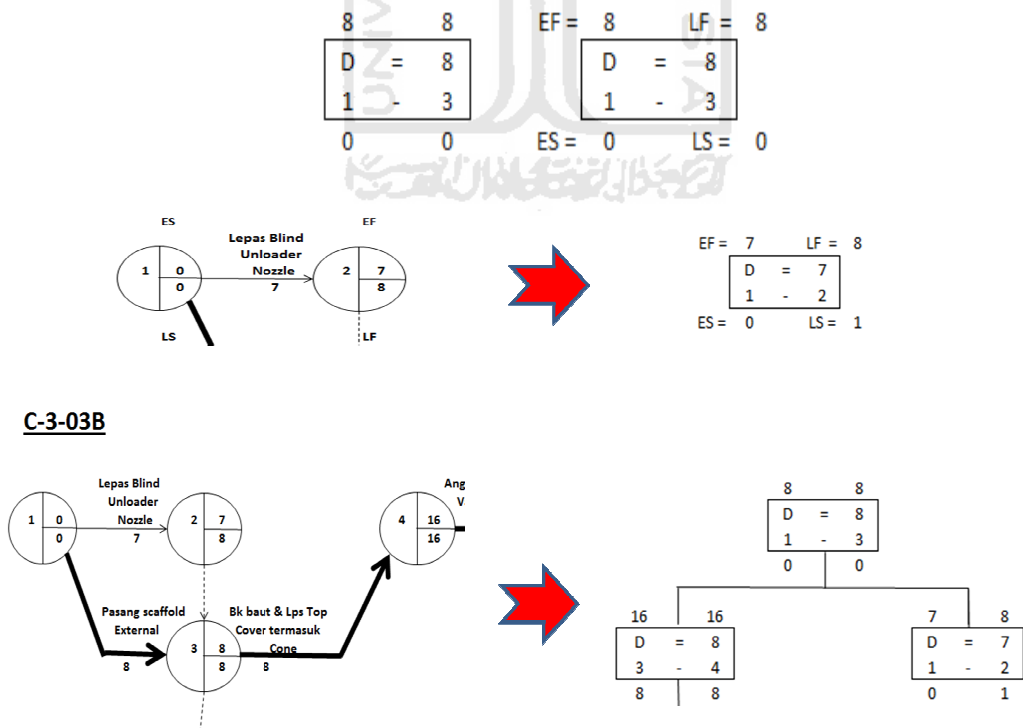 8 8 EF = 8 LF = 8
D = 8 D = 8
1 - 3 1 - 3
0 0 ES = 0 LS = 0
ES EF
Lepas Blind
Unloader
Nozzle
7
1 0
0
2 7
8
LS LF
EF = 7 LF = 8
D = 7
1 - 2
ES = 0 LS = 1
C-3-03B
Lepas Blind
Unloader
Nozzle
7
1 0
0
2 7
8
4 16
16
Ang
V
Pasang scaffold
External
8
3 8
8
Bk baut & Lps Top
Cover termasuk
Cone
8
8 8
D = 8
1 - 3
0 0
16 16
D = 8
3 - 4
8 8
7 8
D = 7
1 - 2
0 1